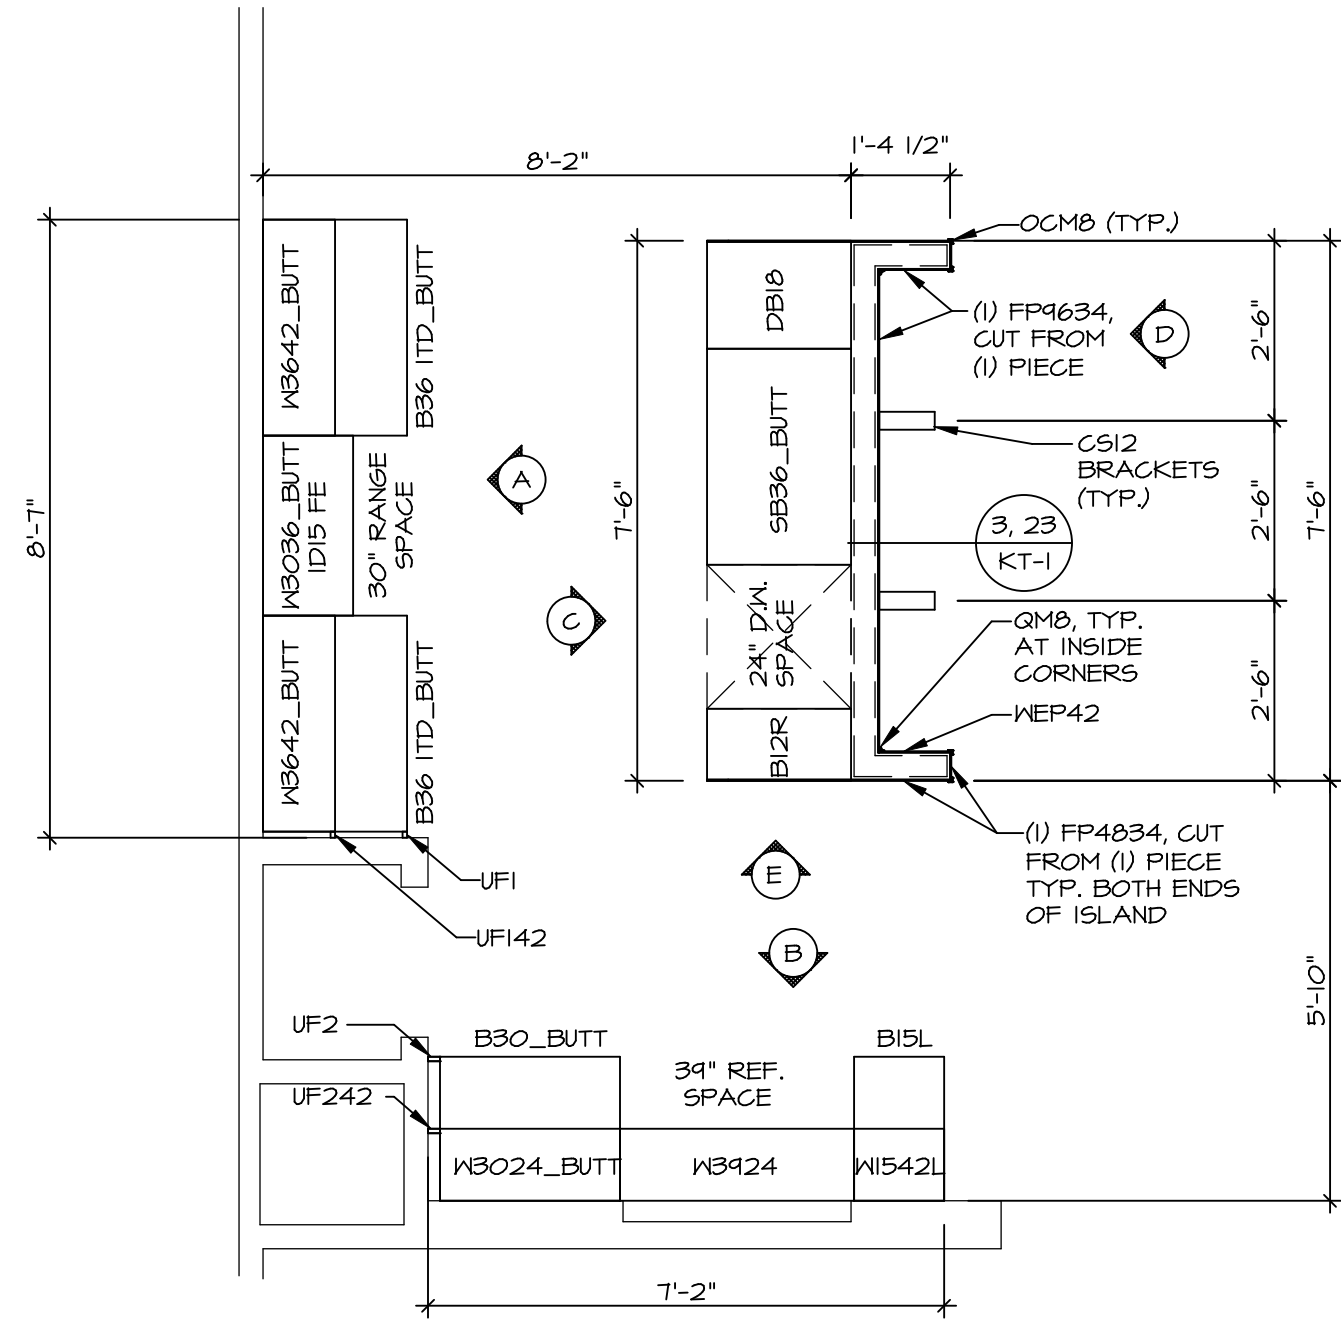 1'-4 1/2"
8'-2"
OCM8 (TYP.)
W3642_BUTT
B36 1TD_BUTT
DB18
(1) FP9634,
CUT FROM
(1) PIECE
D
2'-6"
SB36_BUTT
CS12
BRACKETS
(TYP.)
A
8'-7"
W3036_BUTT
1D15 FE
30" RANGE
SPACE
7'-6"
3, 23
KT-1
2'-6"
7'-6"
C
24" D.W.
SPACE
QM8, TYP.
AT INSIDE
CORNERS
W3642_BUTT
B36 1TD_BUTT
B12R
WEP42
2'-6"
(1) FP4834, CUT
FROM (1) PIECE
TYP. BOTH ENDS
OF ISLAND
UF1
E
UF142
B
5'-10"
UF2
B30_BUTT
B15L
39" REF.
SPACE
UF242
W3024_BUTT
W3924
W1542L
7'-2"